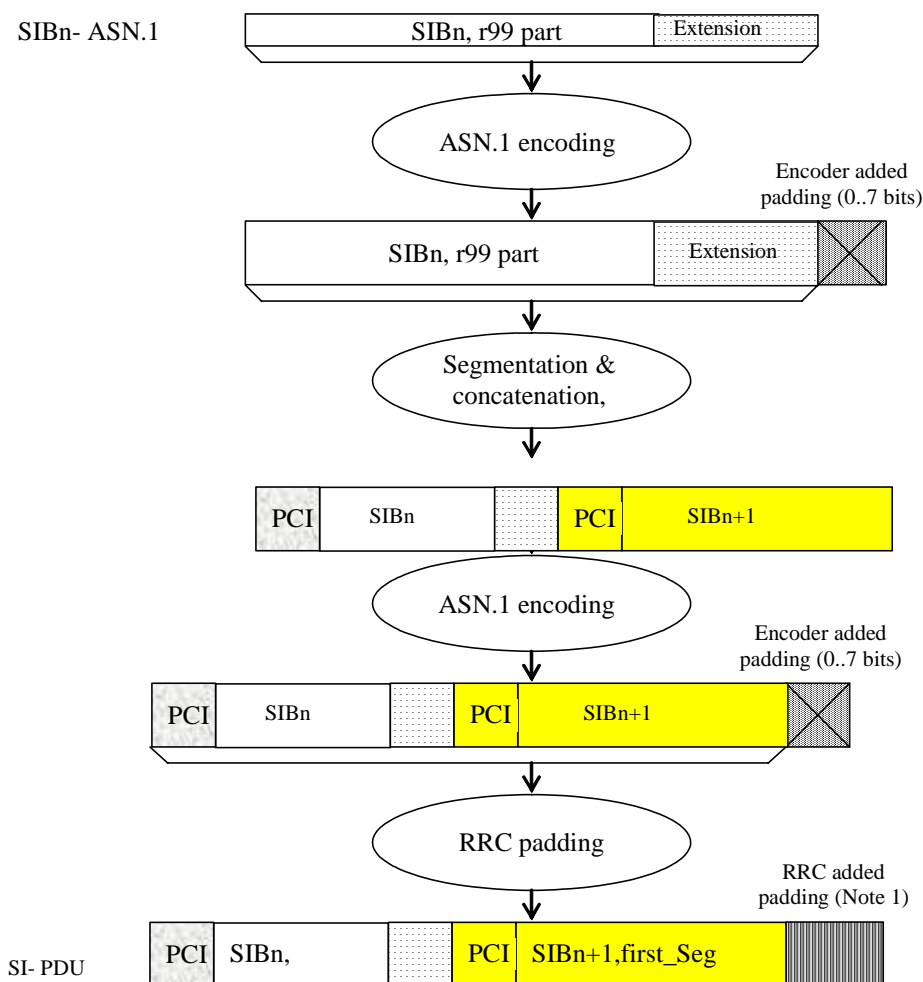 SIBn- ASN.1
SIBn, r99 part
Extension
ASN.1 encoding
Encoder added
padding (0..7 bits)
SIBn, r99 part
Extension
Segmentation &
concatenation,
PCI
SIBn
PCI
SIBn+1
ASN.1 encoding
Encoder added
padding (0..7 bits)
PCI
SIBn
PCI
SIBn+1
RRC padding
RRC added
padding (Note 1)
SI- PDU
PCI
SIBn,
PCI
SIBn+1,first_Seg